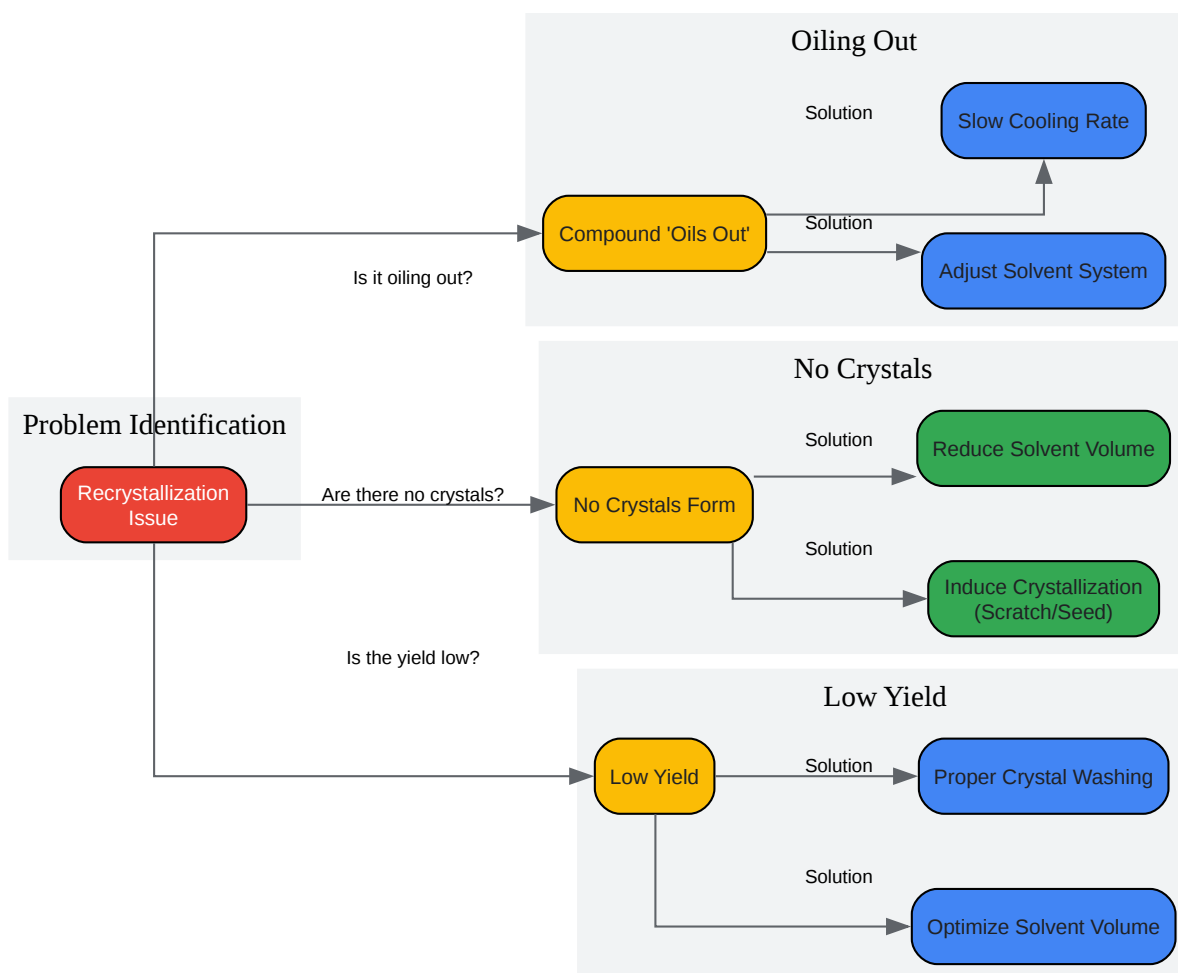 Oiling Out
Solution
Slow Cooling Rate
Compound 'Oils Out'
Solution
Adjust Solvent System
Is it oiling out?
No Crystals
Problem Identification
Solution
Reduce Solvent Volume
Recrystallization
Issue
Are there no crystals?
No Crystals Form
Solution
Induce Crystallization
(Scratch/Seed)
Is the yield low?
Low Yield
Low Yield
Solution
Proper Crystal Washing
Solution
Optimize Solvent Volume